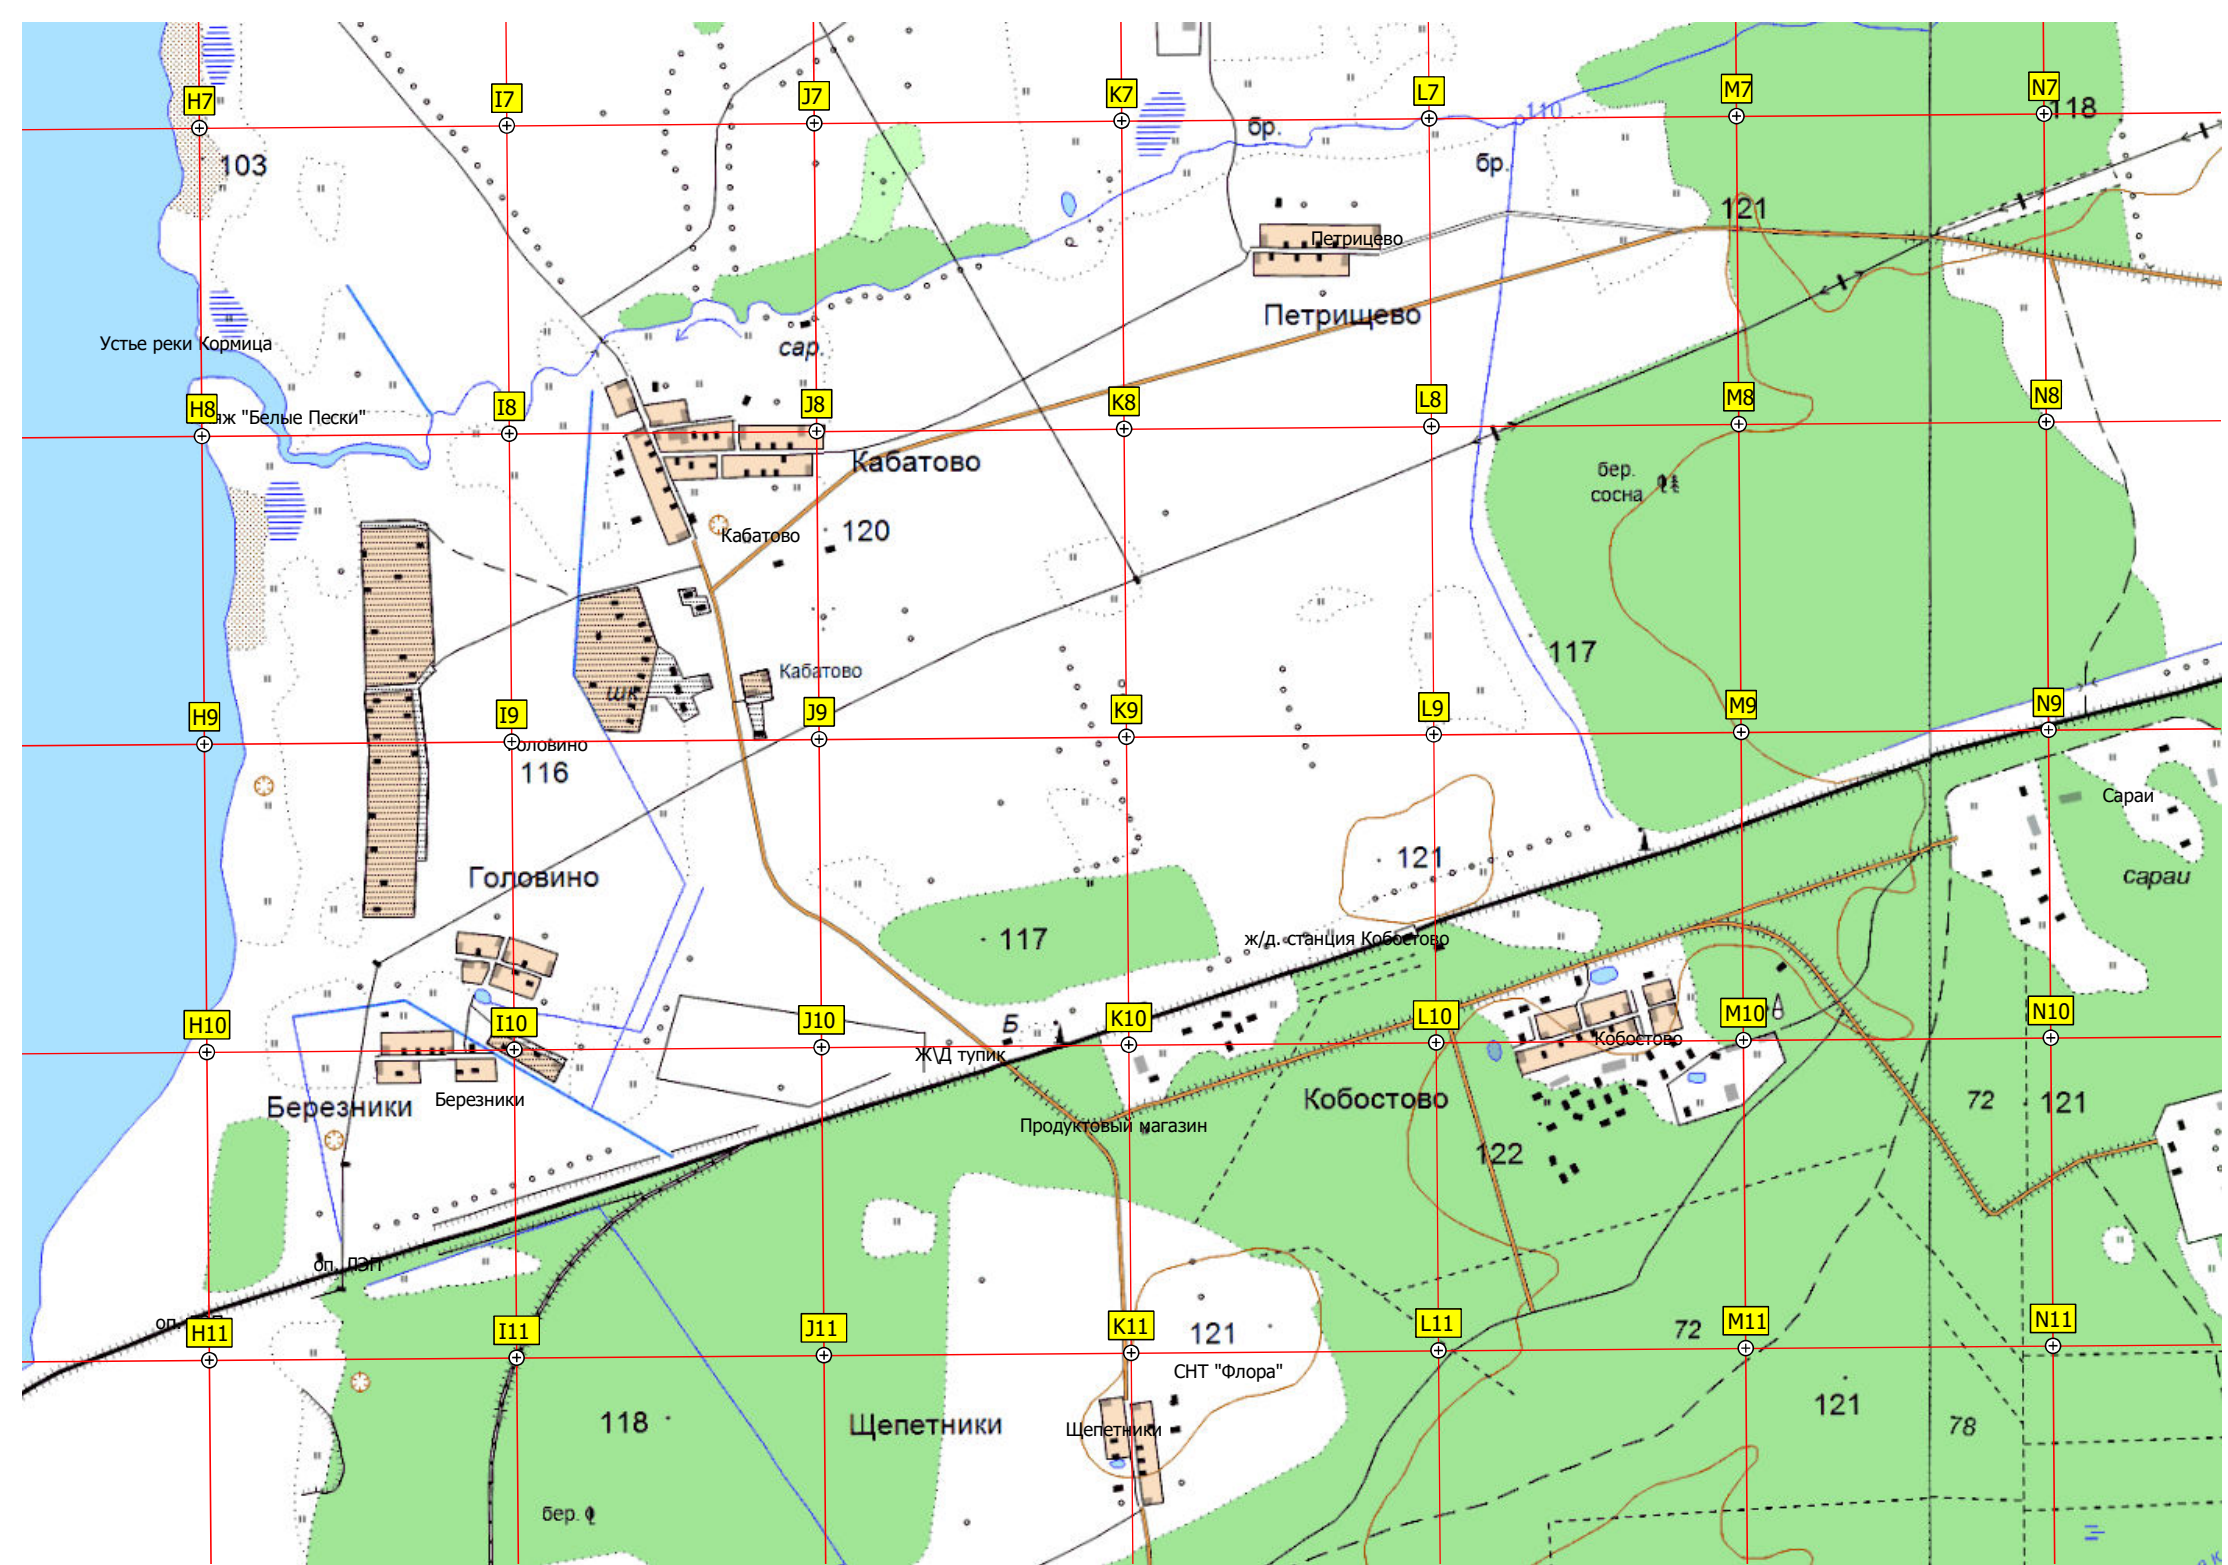 H7
I7
J7
K7
L7
M7
N7
110
118
103
бр.
бр.
121
Петрицево
Петрищево
Устье реки Кормица
сар.
H8
яж "Белые Пески"
I8
J8
K8
L8
M8
N8
Кабатово
бер.
сосна
Кабатово
120
117
Кабатово
шк.
H9
I9
J9
K9
L9
M9
N9
Головино
116
Сараи
121
сараи
Головино
117
ж/д. станция Кобостово
H10
I10
J10
Б
K10
L10
M10
N10
Ж\Д тупик
Кобостово
Березники
Березники
Кобостово
72
121
Продуктовый магазин
122
оп. ЛЭП
оп.
H11
I11
J11
K11
121
L11
72
M11
N11
СНТ "Флора"
121
118
Щепетники
Щепетники
78
бер.